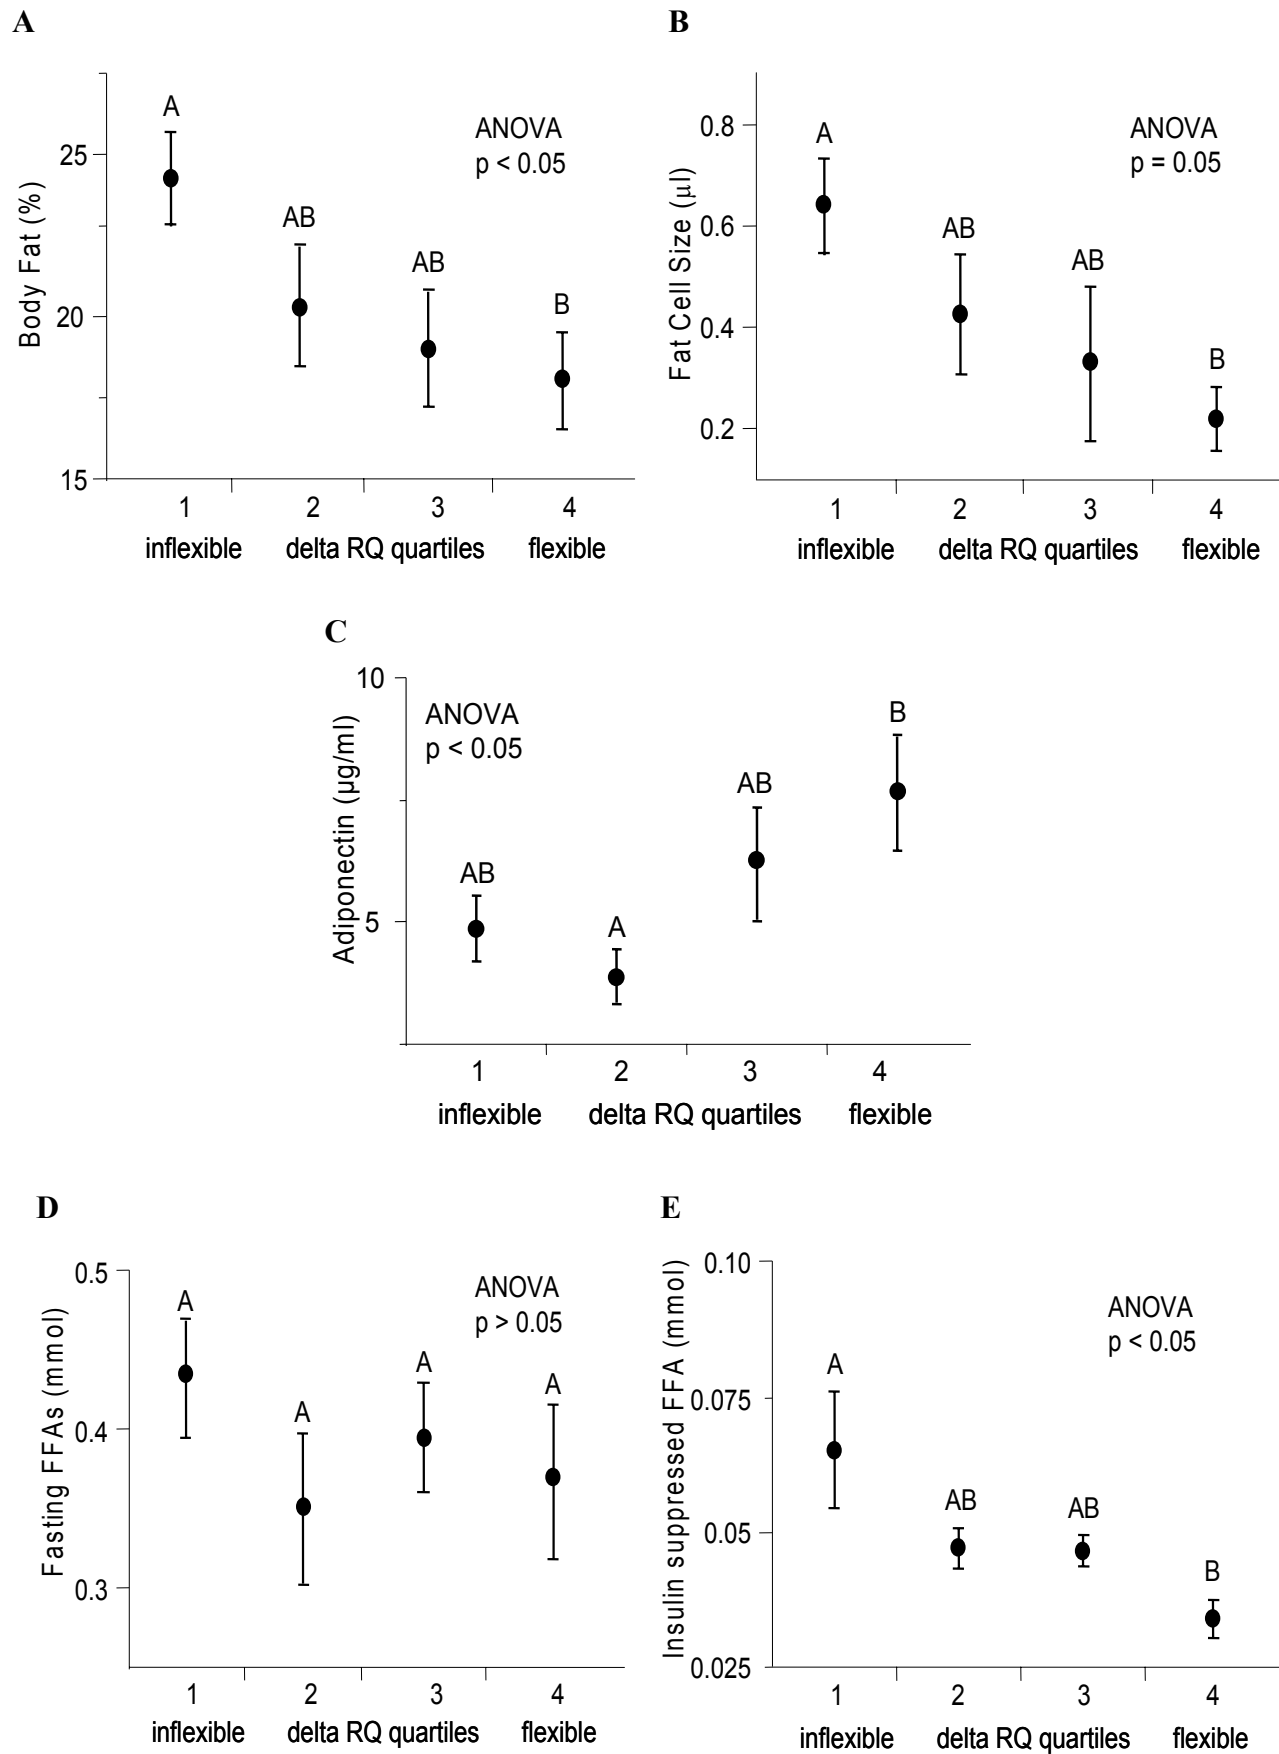 A
Body Fat (%)
25
20
15
A
AB
AB
B
ANOVA
p < 0.05
1 2 3 4
inflexible delta RQ quartiles flexible
B
Fat Cell Size (µl)
0.8
0.6
0.4
0.2
A
AB
AB
B
ANOVA
p = 0.05
1 2 3 4
inflexible delta RQ quartiles flexible
C
Adiponectin (µg/ml)
10
5
ANOVA
p < 0.05
AB
A
AB
B
1 2 3 4
inflexible delta RQ quartiles flexible
D
Fasting FFAs (mmol)
0.5
0.4
0.3
A
A
A
A
ANOVA
p > 0.05
1 2 3 4
inflexible delta RQ quartiles flexible
E
Insulin suppressed FFA (mmol)
0.10
0.075
0.05
0.025
A
AB
AB
B
ANOVA
p < 0.05
1 2 3 4
inflexible delta RQ quartiles flexible